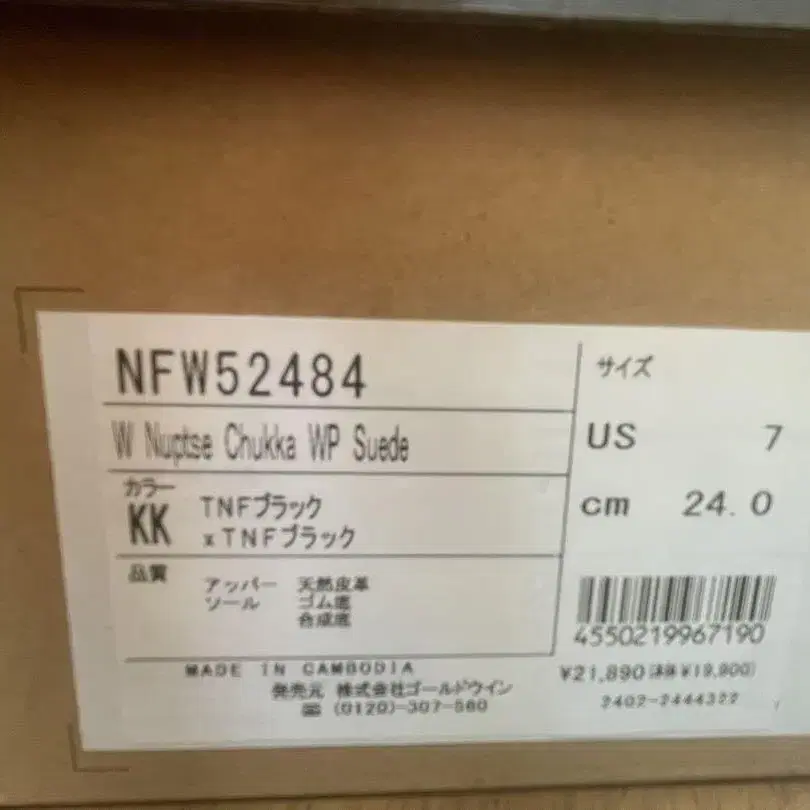 NFW52484
W Nuptse Chukka WP Suede
カラー
KK
TNFブラック
xTNFブラック
品質
アッパー 天然皮革
ソール ゴム底
合成底
MADE IN CAMBODIA
発売元 株式会社ゴールドウイン
(0120)-307-560
サイズ
US 7
cm 24.0
4550219967190
¥21,890(本体¥19,900)
2402-2444322